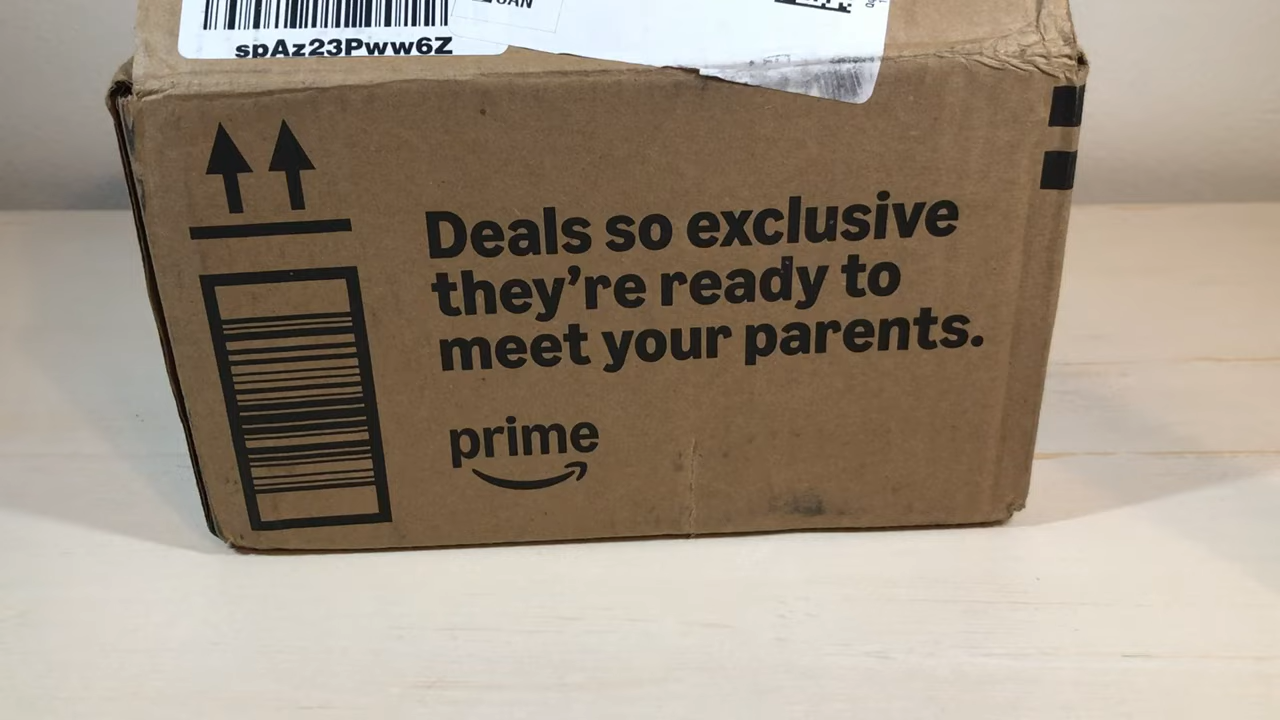 spAz23Pww6Z
Deals so exclusive
they're ready to
meet your parents.
prime